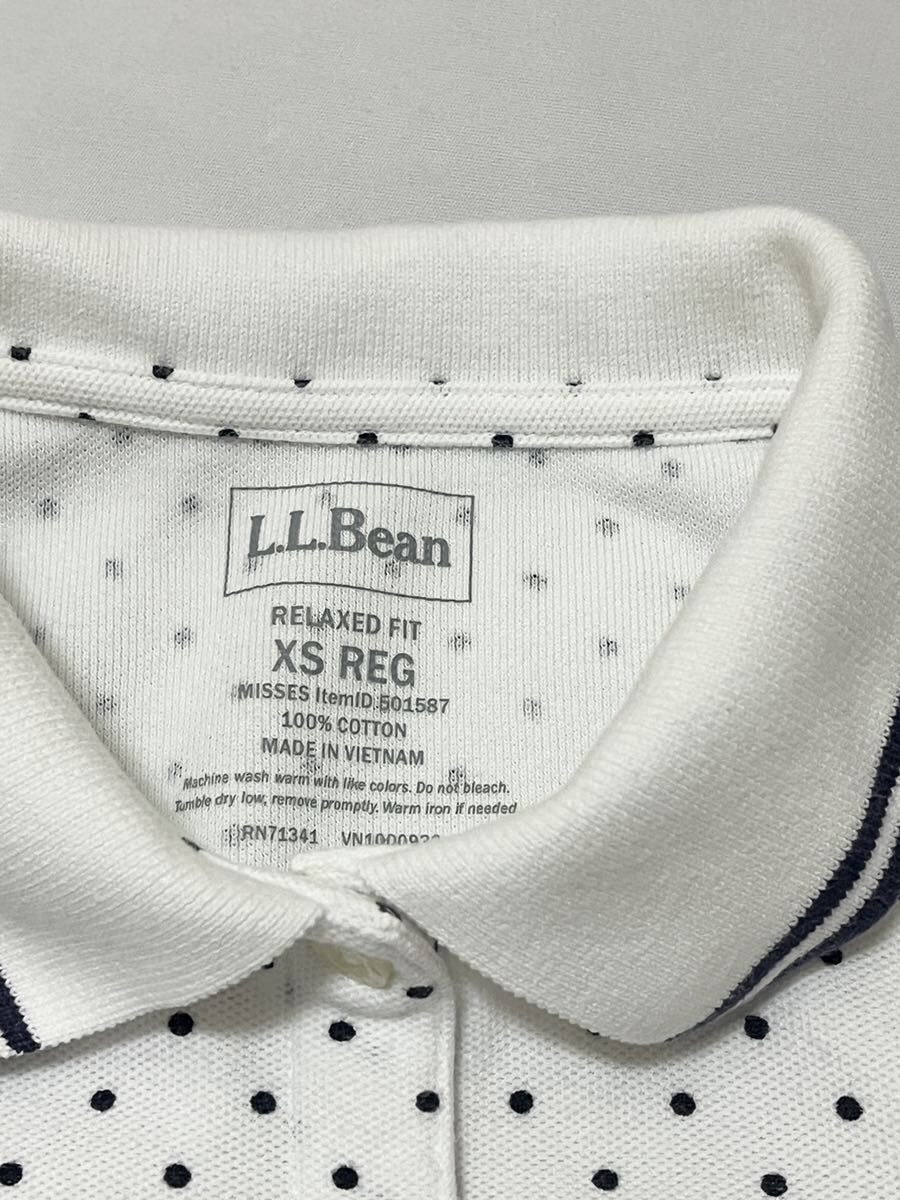 L.L.Bean
RELAXED FIT
XS REG
MISSES ItemID:501587
100% COTTON
MADE IN VIETNAM
Machine wash warm with like colors. Do not bleach.
Tumble dry low, remove promptly. Warm iron if needed
RN71341